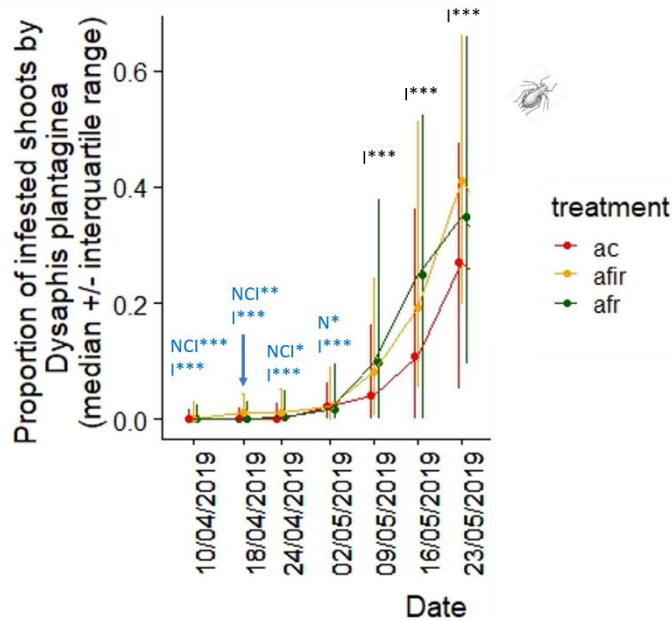 Proportion of infested shoots by
Dysaphis plantaginea
(median +/- interquartile range)
0.6
0.4
0.2
0.0
NCI***
I***
NCI**
I***
NCI*
I***
N*
I***
I***
I***
I***
10/04/2019
18/04/2019
24/04/2019
02/05/2019
09/05/2019
16/05/2019
23/05/2019
Date
treatment
ac
afir
afr